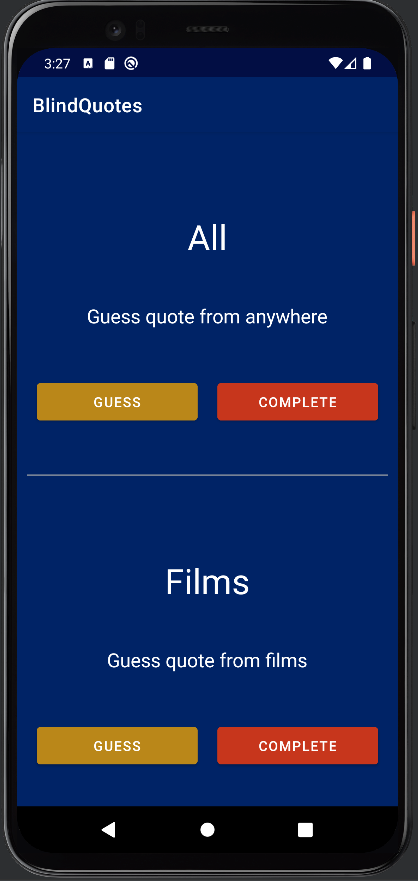 3:27
BlindQuotes
All
Guess quote from anywhere
GUESS COMPLETE
Films
Guess quote from films
GUESS COMPLETE